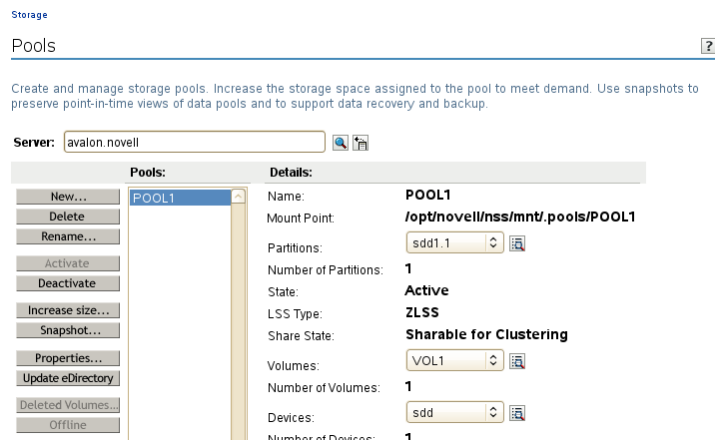 Storage
Pools
?
Create and manage storage pools. Increase the storage space assigned to the pool to meet demand. Use snapshots to
preserve point-in-time views of data pools and to support data recovery and backup.
Server: avalon.novell
Pools: Details:
New... POOL1 Name: POOL1
Delete Mount Point: /opt/novell/nss/mnt/.pools/POOL1
Rename... Partitions: sdd1.1
Activate Number of Partitions: 1
Deactivate State: Active
Increase size... LSS Type: ZLSS
Snapshot... Share State: Sharable for Clustering
Properties... Volumes: VOL1
Update eDirectory Number of Volumes: 1
Deleted Volumes... Devices: sdd
Offline Number of Devices: 1